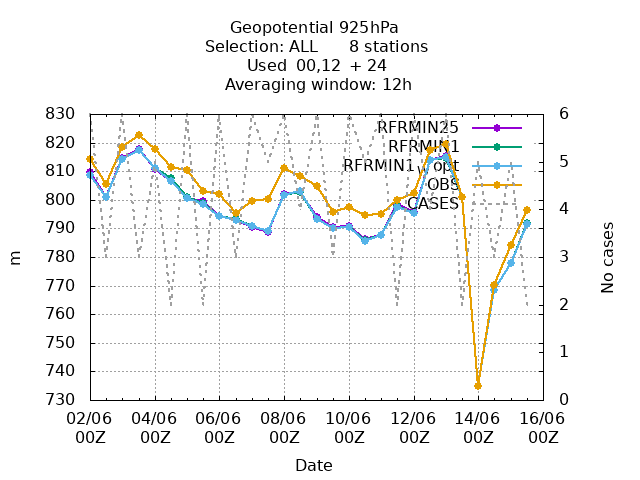 Geopotential 925hPa
Selection: ALL 8 stations
Used 00,12 + 24
Averaging window: 12h
RFRMIN25
RFRMIN1
RFRMIN1_opt
OBS
CASES
830
820
810
800
790
780
770
760
750
740
730
m
6
5
4
3
2
1
0
No cases
02/06 04/06 06/06 08/06 10/06 12/06 14/06 16/06
00Z 00Z 00Z 00Z 00Z 00Z 00Z 00Z
Date